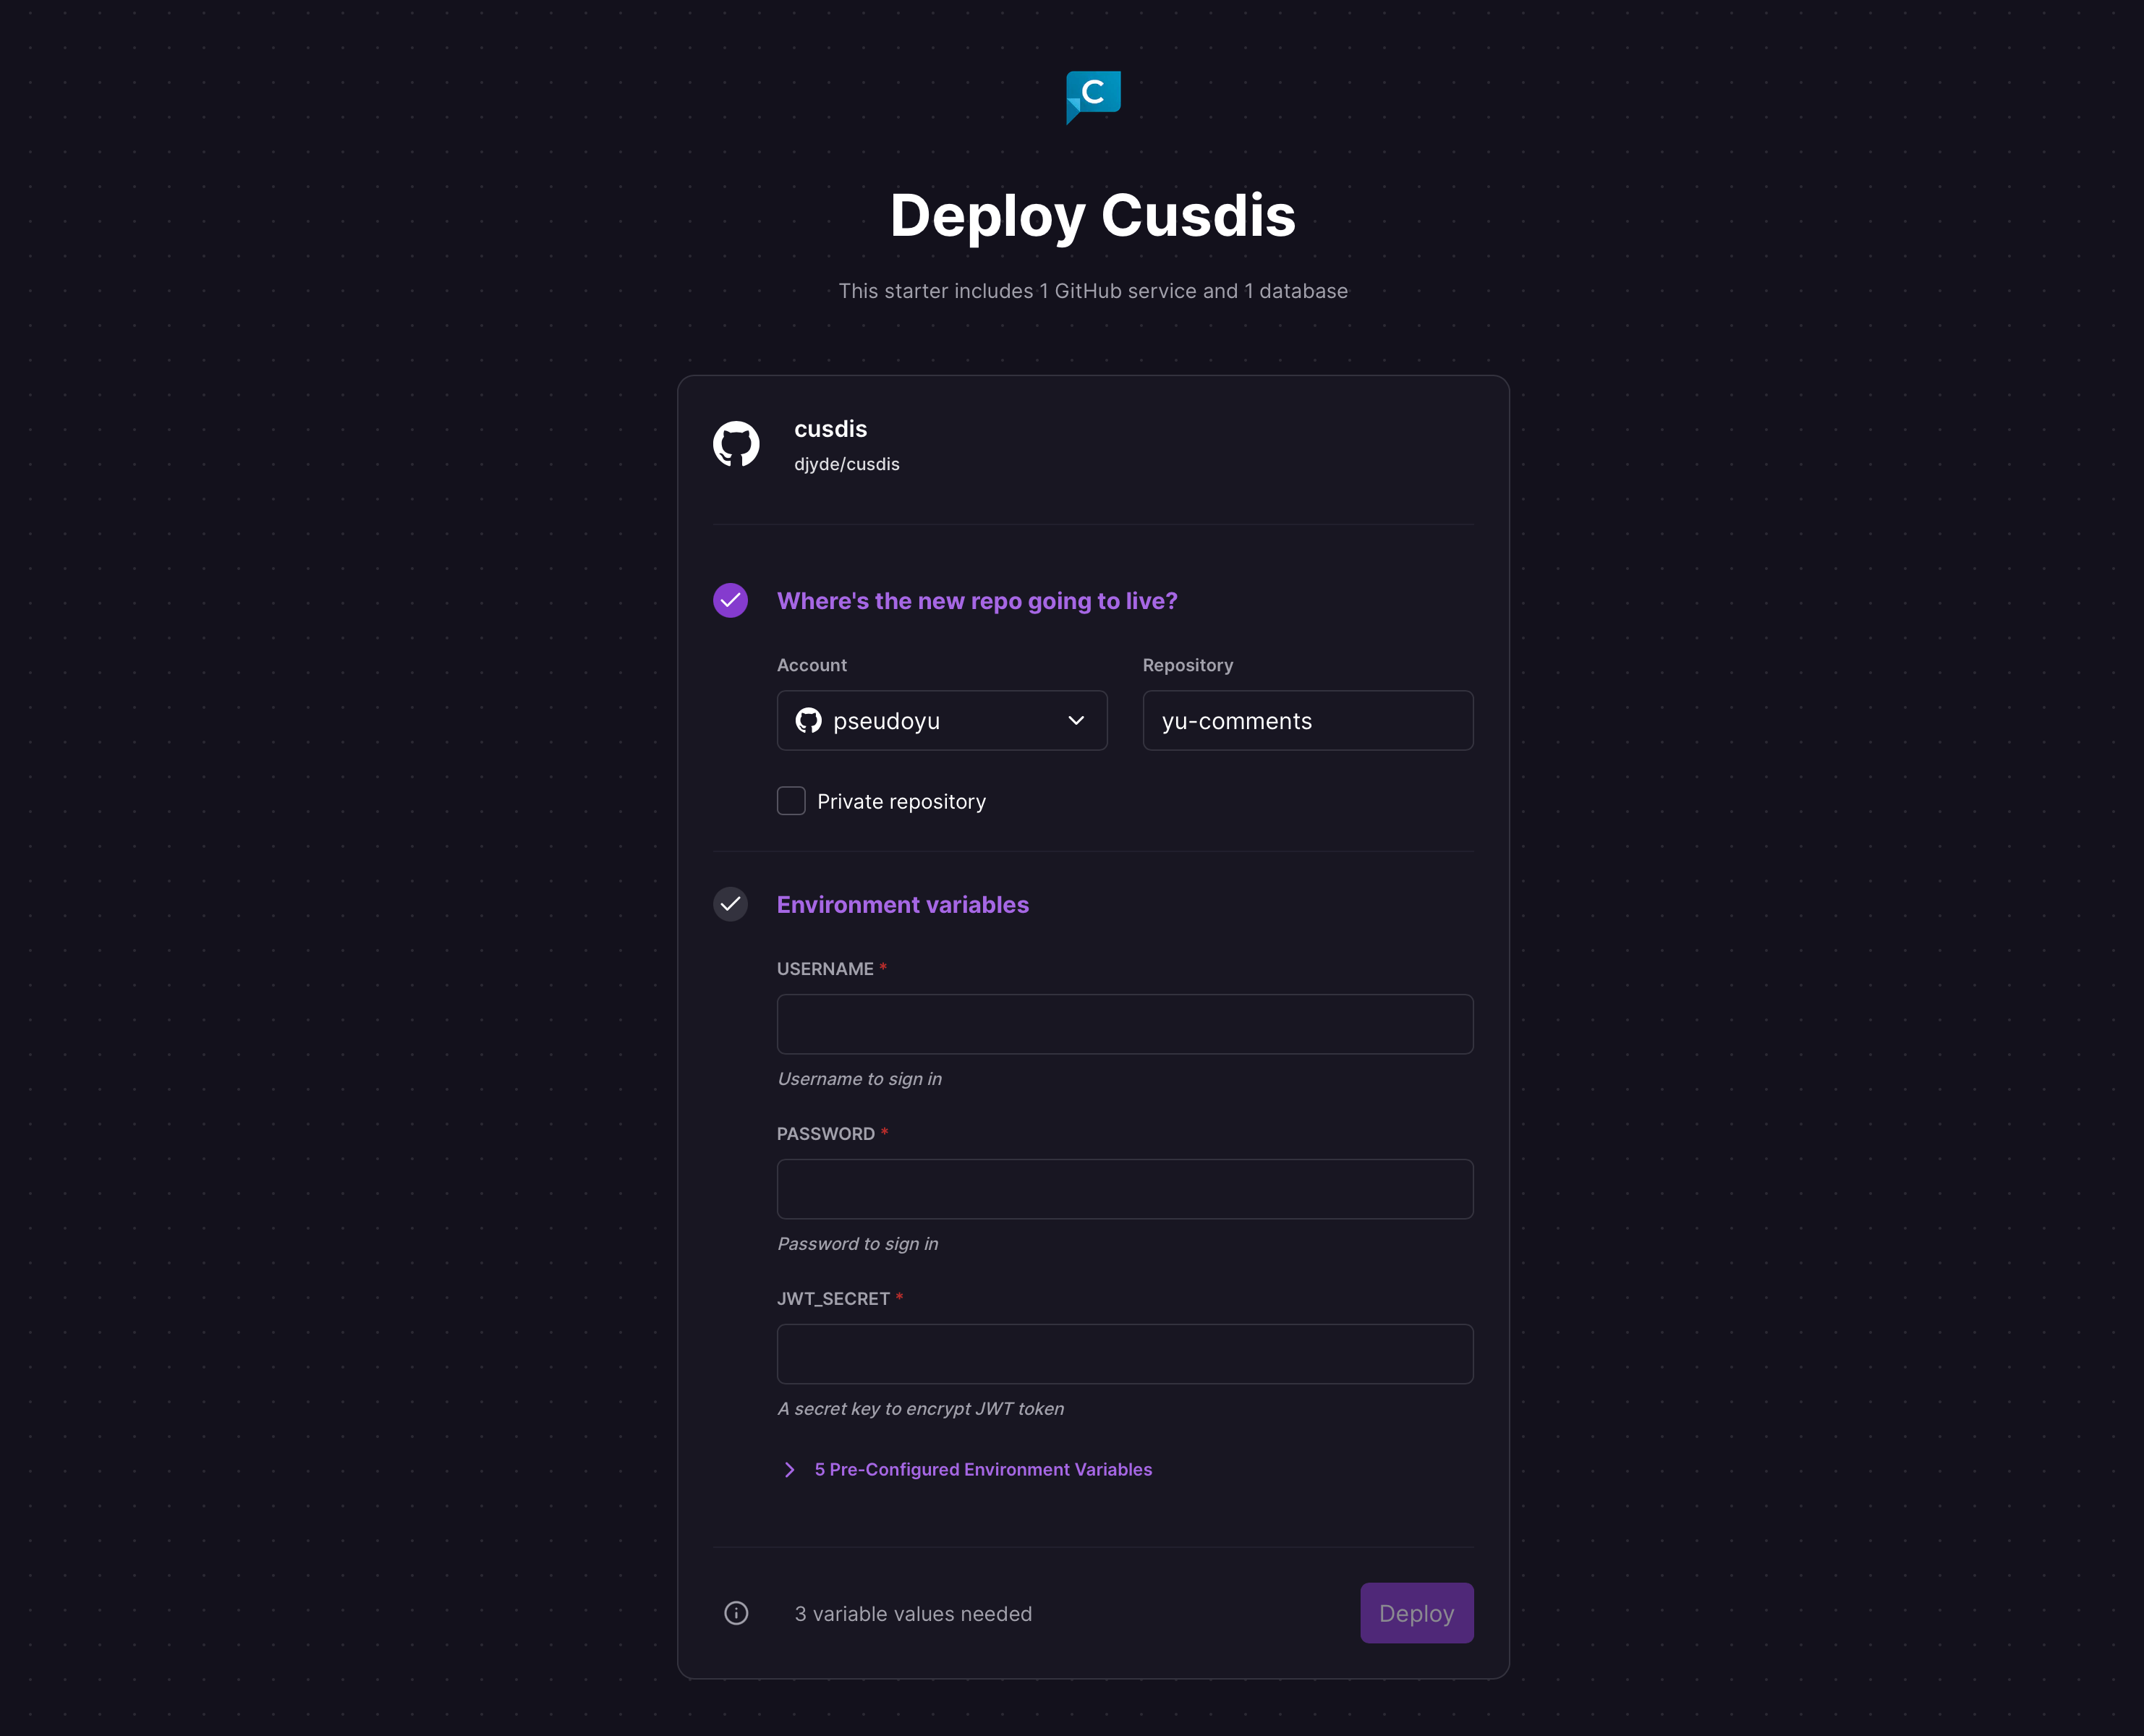 C
Deploy Cusdis
This starter includes 1 GitHub service and 1 database
cusdis
djyde/cusdis
Where's the new repo going to live?
Account
Repository
pseudoyu
yu-comments
Private repository
Environment variables
USERNAME *
Username to sign in
PASSWORD *
Password to sign in
JWT_SECRET *
A secret key to encrypt JWT token
5 Pre-Configured Environment Variables
3 variable values needed
Deploy